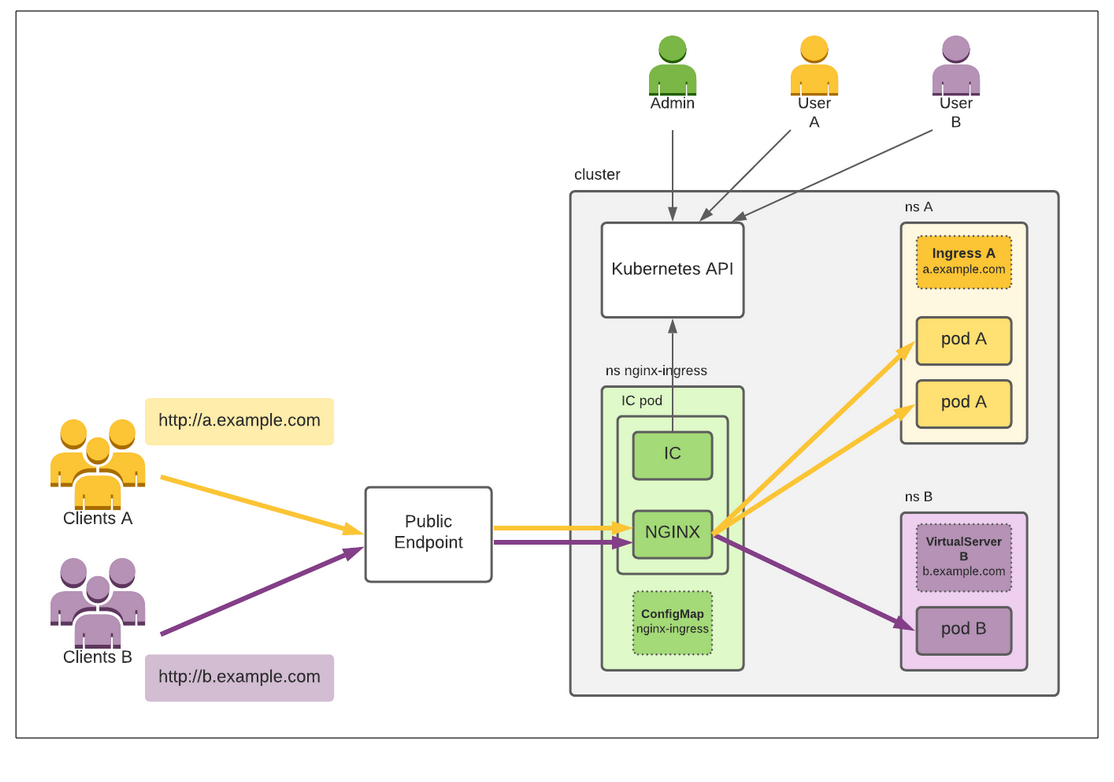 Admin
User
A
User
B
cluster
ns A
Kubernetes API
Ingress A
a.example.com
pod A
pod A
ns nginx-ingress
IC pod
IC
NGINX
ConfigMap
nginx-ingress
http://a.example.com
Clients A
Public
Endpoint
Clients B
http://b.example.com
ns B
VirtualServer
B
b.example.com
pod B